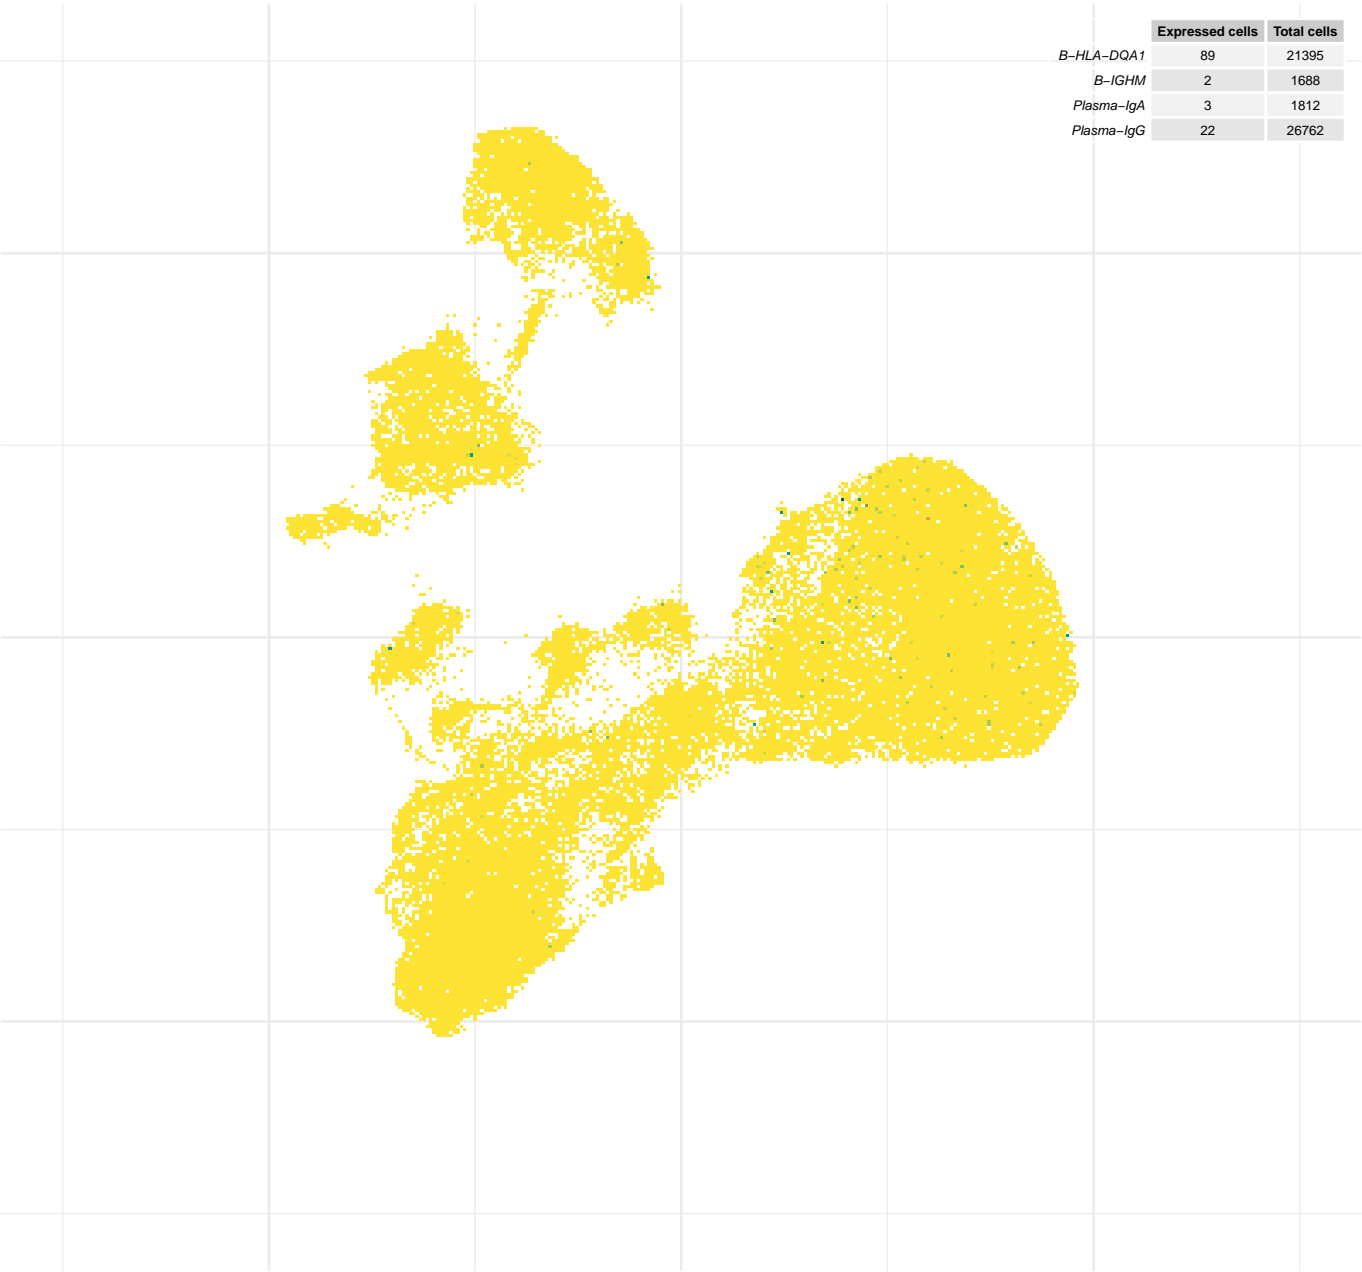 Expressed cells Total cells
B−HLA−DQA1 89 21395
B−IGHM 2 1688
Plasma−IgA 3 1812
Plasma−IgG 22 26762